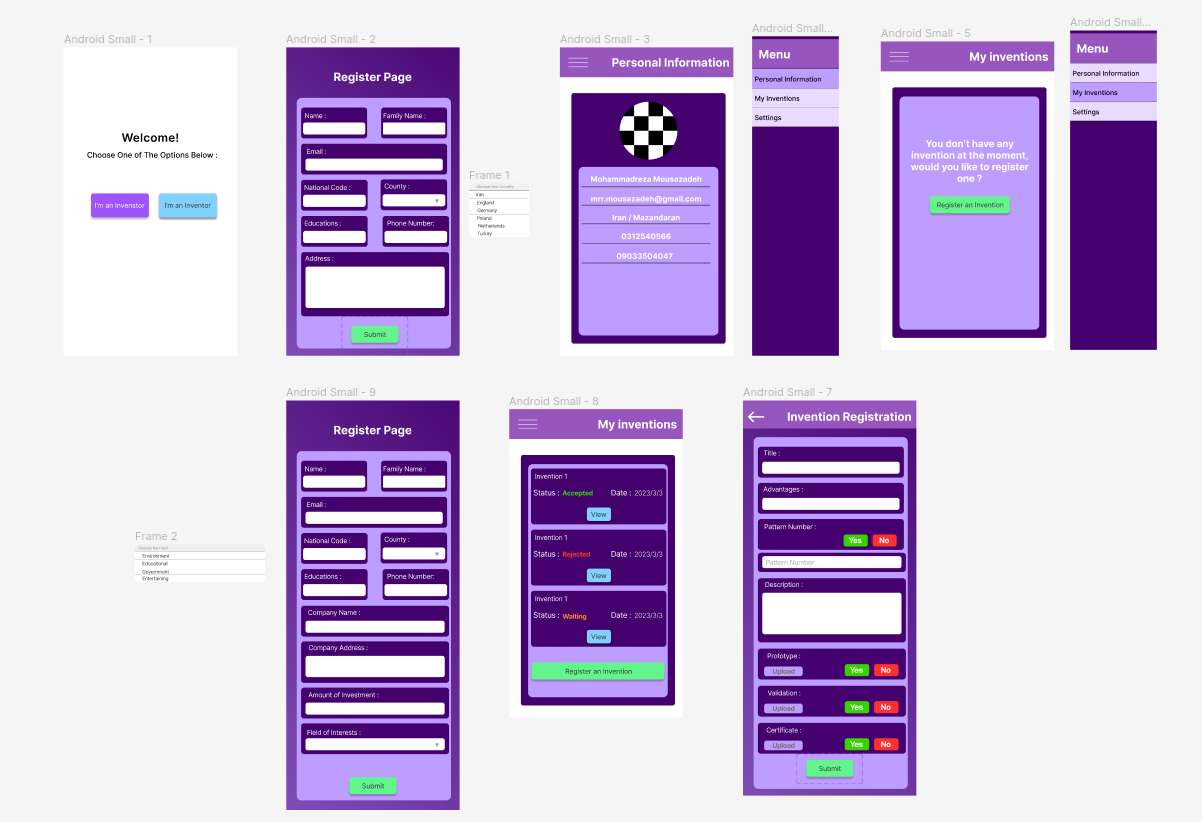 Android Small - 1
Welcome!
Choose One of The Options Below :
I'm an Invenstor
I'm an Inventor
Android Small - 2
Register Page
Name :
Family Name :
Email :
National Code :
County :
Educations :
Phone Number:
Address :
Submit
Frame 1
Choose Your Country
Iran
England
Germany
Poland
Netherlands
Turkey
Android Small - 3
Personal Information
Mohammadreza Mousazadeh
mrr.mousazadeh@gmail.com
Iran / Mazandaran
0312540566
09033504047
Android Small...
Menu
Personal Information
My Inventions
Settings
Android Small - 5
My inventions
You don't have any
invention at the moment,
would you like to register
one ?
Register an Invention
Android Small...
Menu
Personal Information
My Inventions
Settings
Frame 2
Environment
Educational
Government
Entertaining
Android Small - 9
Register Page
Name :
Family Name :
Email :
National Code :
County :
Educations :
Phone Number:
Company Name :
Company Address :
Amount of Investment :
Field of Interests :
Submit
Android Small - 8
My inventions
Invention 1
Status : Accepted Date : 2023/3/3
View
Invention 1
Status : Rejected Date : 2023/3/3
View
Invention 1
Status : Waiting Date : 2023/3/3
View
Register an Invention
Android Small - 7
Invention Registration
Title :
Advantages :
Pattern Number :
Yes No
Pattern Number
Description :
Prototype :
Upload Yes No
Validation :
Upload Yes No
Certificate :
Upload Yes No
Submit